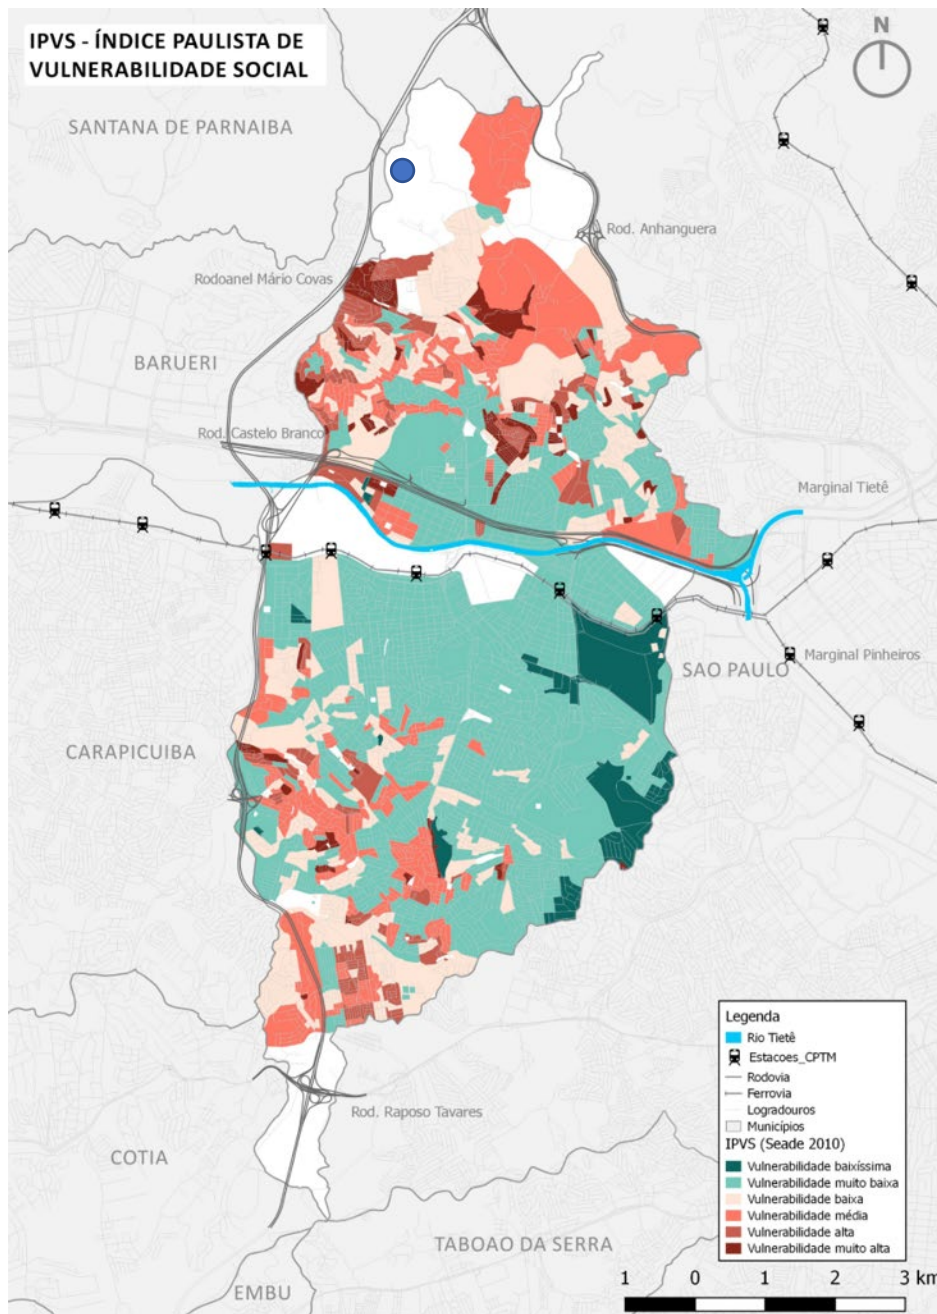 IPVS - ÍNDICE PAULISTA DE
VULNERABILIDADE SOCIAL
N
SANTANA DE PARNAIBA
Rod. Anhanguera
Rodoanel Mário Covas
BARUERI
Rod. Castelo Branco
Marginal Tietê
SAO PAULO
Marginal Pinheiros
CARAPICUIBA
Rod. Raposo Tavares
COTIA
TABOAO DA SERRA
EMBU
Legenda
Rio Tietê
Estacoes_CPTM
Rodovia
Ferrovia
Logradouros
Municípios
IPVS (Seade 2010)
Vulnerabilidade baixíssima
Vulnerabilidade muito baixa
Vulnerabilidade baixa
Vulnerabilidade média
Vulnerabilidade alta
Vulnerabilidade muito alta
1 0 1 2 3 km